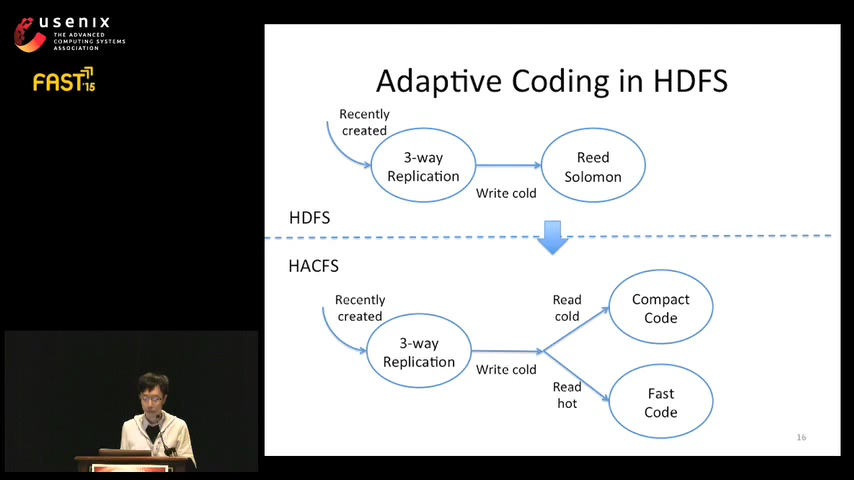 usenix
THE ADVANCED
COMPUTING SYSTEMS
ASSOCIATION
FAST '15
Adaptive Coding in HDFS
Recently
created
3-way
Replication
Write cold
Reed
Solomon
HDFS
HACFS
Recently
created
3-way
Replication
Write cold
Read
cold
Compact
Code
Read
hot
Fast
Code
16